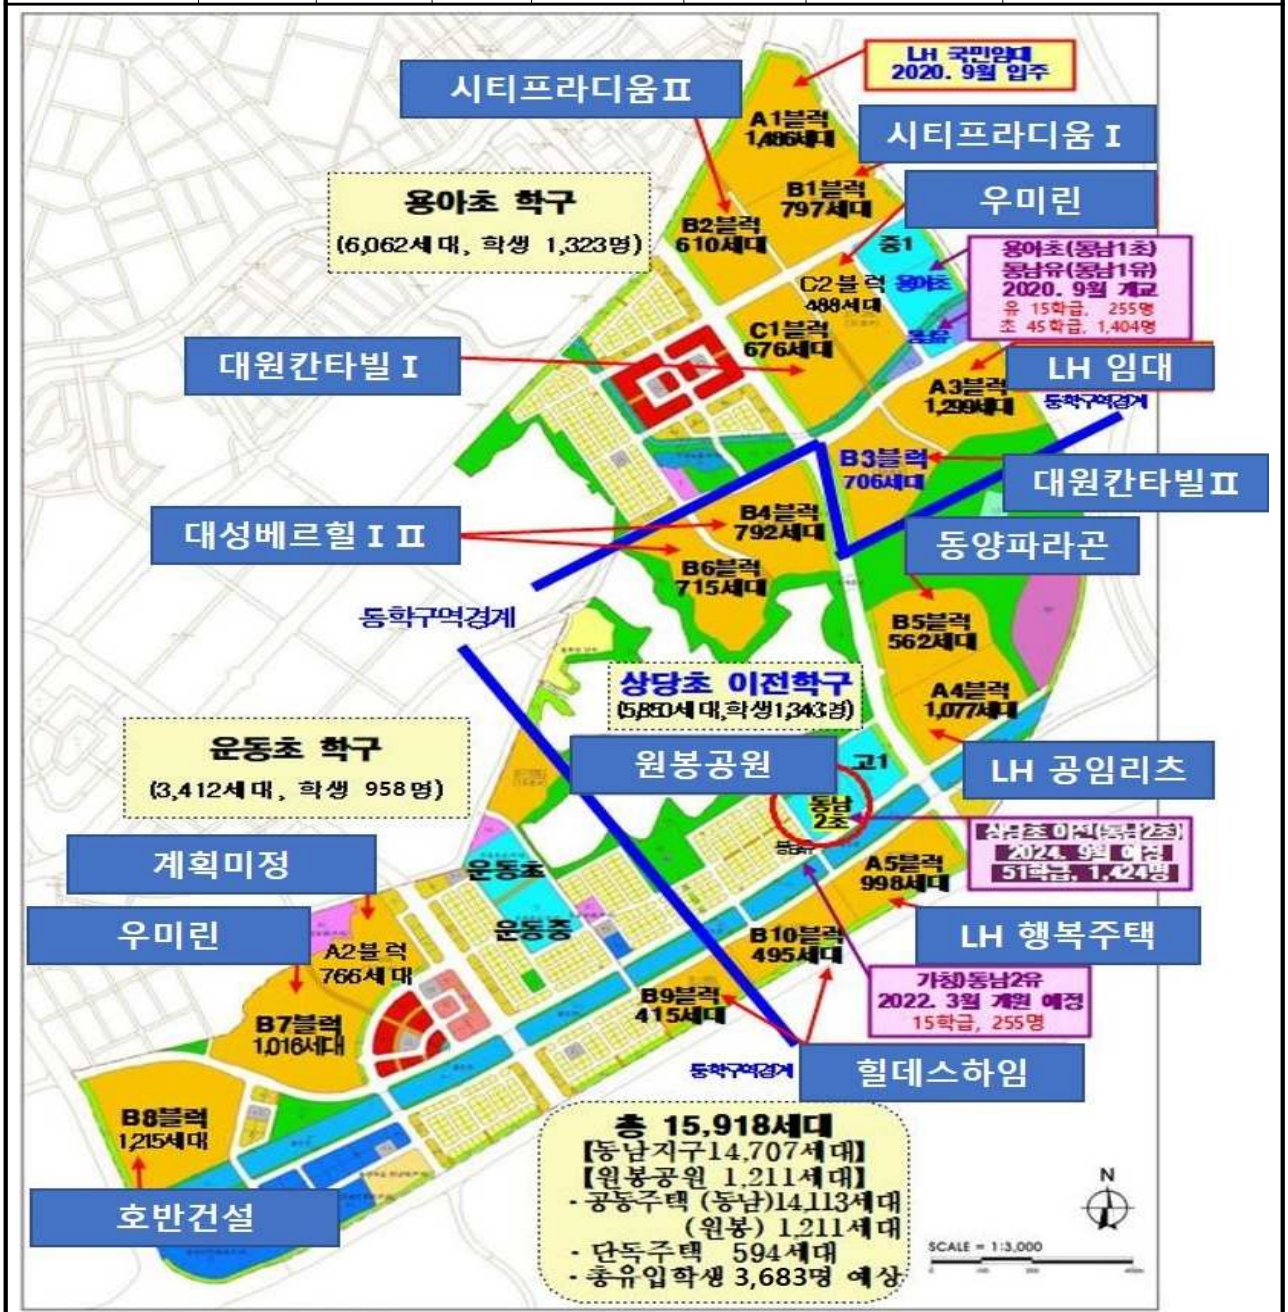 LH 국민임대
2020. 9월 입주
시티프라디움Ⅱ
A1블럭
1,486세대
시티프라디움Ⅰ
B1블럭
797세대
용아초 학구
(6,062세대, 학생 1,323명)
우미린
B2블럭
610세대
중1
용아초(동남1초)
동남유(동남1유)
2020. 9월 개교
유 15학급, 255명
초 45학급, 1,404명
C2블럭
488세대
용아초
C1블럭
676세대
동남유
대원칸타빌Ⅰ
LH 임대
A3블럭
1,299세대
통학구역경계
B3블럭
706세대
대원칸타빌Ⅱ
대성베르힐ⅠⅡ
B4블럭
792세대
동양파라곤
B6블럭
715세대
통학구역경계
B5블럭
562세대
상당초 이전학구
(5,850세대,학생1,343명)
A4블럭
1,077세대
운동초 학구
(3,412세대, 학생 958명)
원봉공원
고1
LH 공임리츠
동남
2초
상당초 이전(동남2초)
2024. 9월 예정
51학급, 1,424명
계획미정
운동초
A5블럭
998세대
우미린
운동중
LH 행복주택
A2블럭
766세대
B10블럭
495세대
가칭)동남2유
2022. 3월 개원 예정
15학급, 255명
B9블럭
415세대
B7블럭
1,016세대
통학구역경계
힐데스하임
B8블럭
1,215세대
호반건설
총 15,918세대
【동남지구14,707세대】
【원봉공원 1,211세대】
- 공동주택 (동남)14,113세대
(원봉) 1,211세대
- 단독주택 594세대
- 총유입학생 3,683명 예상
N
SCALE = 1:3,000